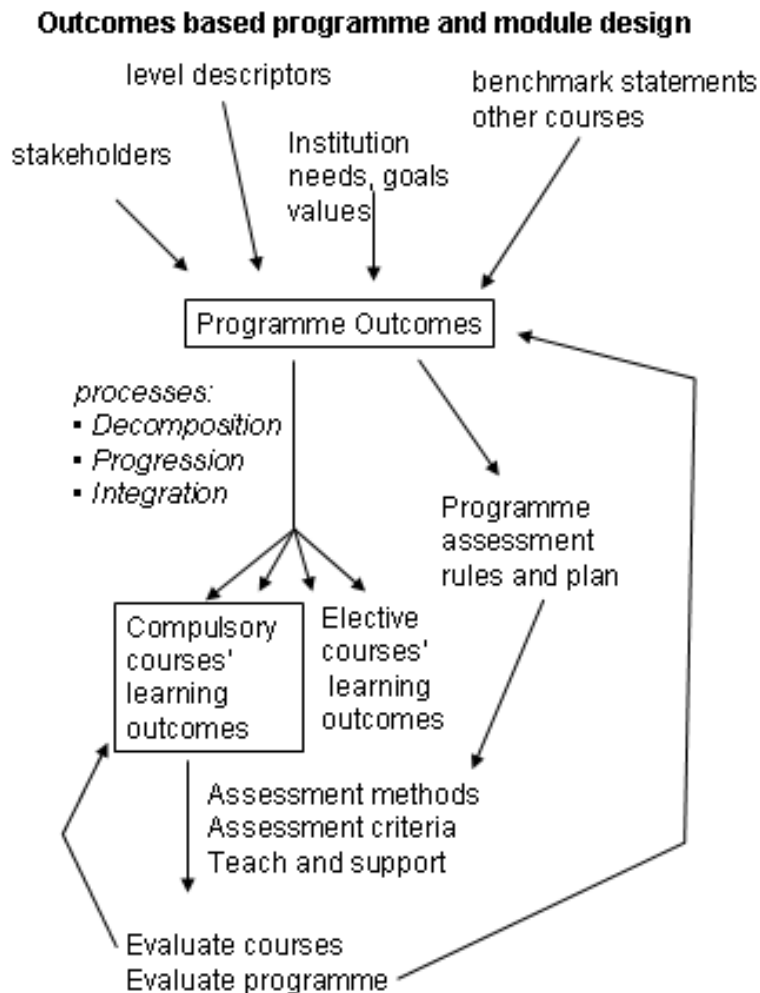 Outcomes based programme and module design
level descriptors
benchmark statements
other courses
stakeholders
Institution
needs, goals
values
Programme Outcomes
processes:
▪ Decomposition
▪ Progression
▪ Integration
Programme
assessment
rules and plan
Compulsory
courses'
learning
outcomes
Elective
courses'
learning
outcomes
Assessment methods
Assessment criteria
Teach and support
Evaluate courses
Evaluate programme